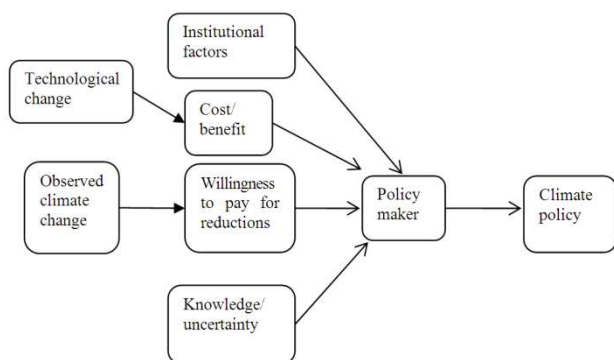 Institutional
factors
Technological
change
Cost/
benefit
Observed
climate
change
Willingness
to pay for
reductions
Policy
maker
Climate
policy
Knowledge/
uncertainty